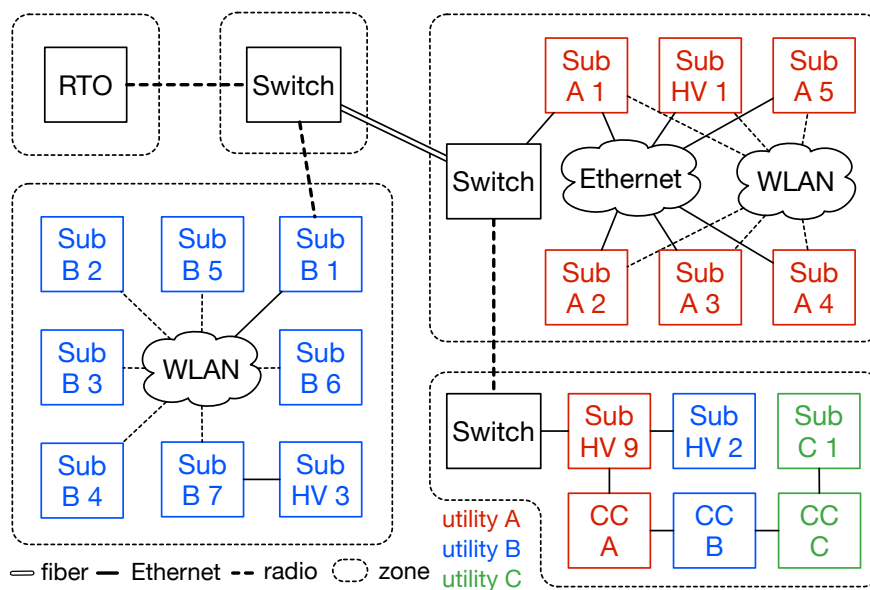 RTO
Switch
Sub
A 1
Sub
HV 1
Sub
A 5
Switch
Ethernet
WLAN
Sub
A 2
Sub
A 3
Sub
A 4
Sub
B 2
Sub
B 5
Sub
B 1
Sub
B 3
WLAN
Sub
B 6
Sub
B 4
Sub
B 7
Sub
HV 3
Switch
Sub
HV 9
Sub
HV 2
Sub
C 1
CC
A
CC
B
CC
C
utility A
utility B
utility C
fiber Ethernet radio zone